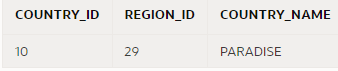 COUNTRY_ID REGION_ID COUNTRY_NAME
10 29 PARADISE